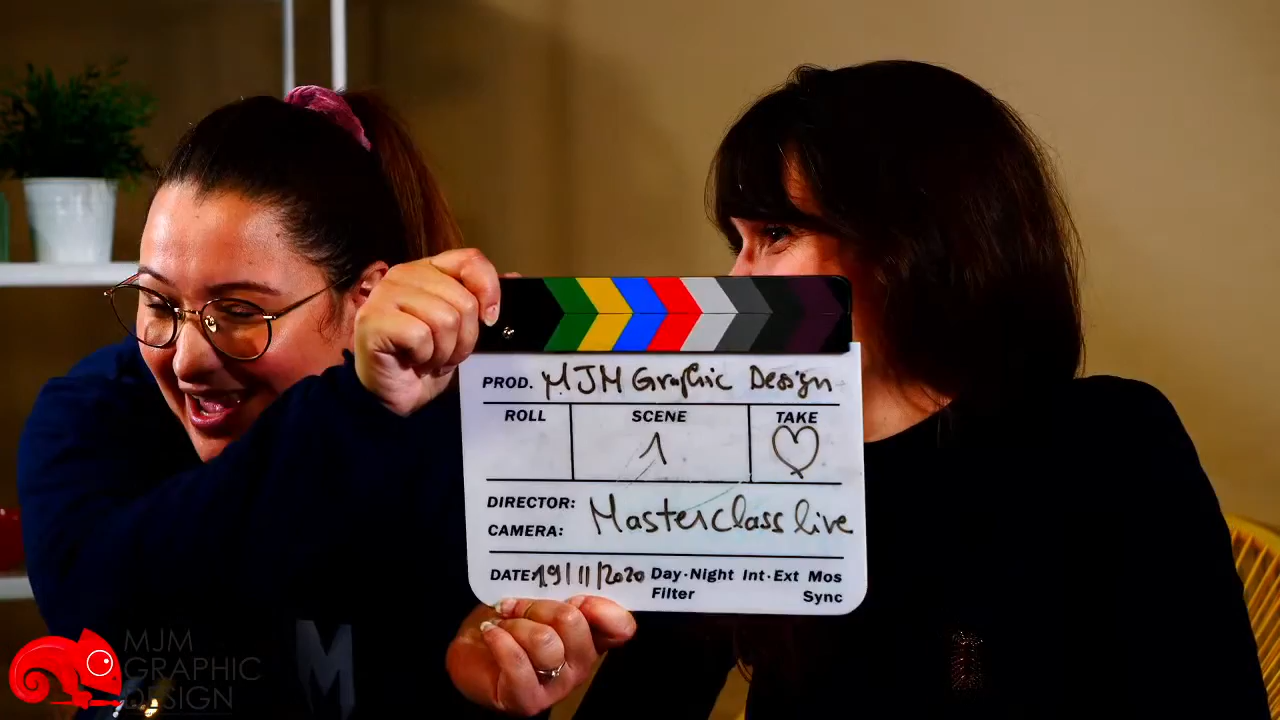 PROD. MJM Graphic Design
ROLL SCENE TAKE
1
DIRECTOR:
CAMERA: Masterclass live
DATE 19/11/2020 Day·Night Int·Ext Mos
Filter Sync
M
MJM
GRAPHIC
DESIGN